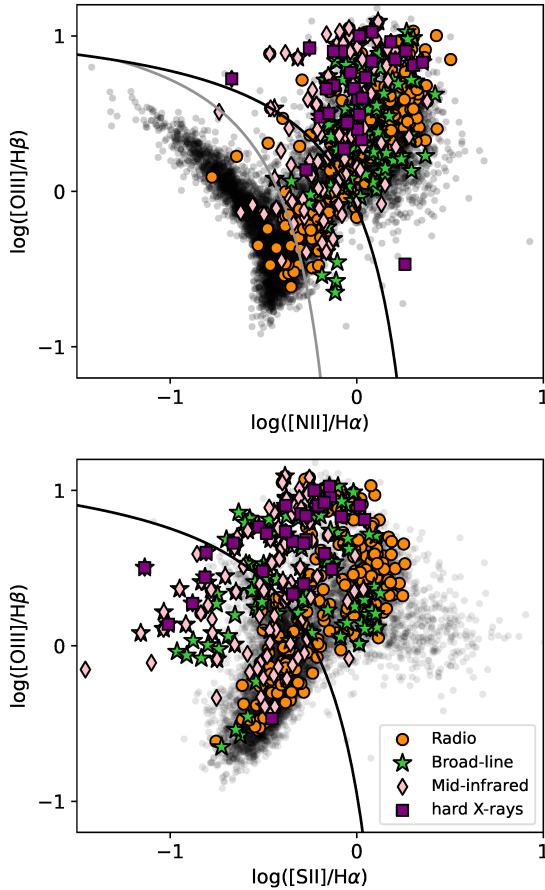 1
0
−1
log([OIII]/Hβ)
−1
0
1
log([NII]/Hα)
1
0
−1
log([OIII]/Hβ)
Radio
Broad-line
Mid-infrared
hard X-rays
−1
0
1
log([SII]/Hα)